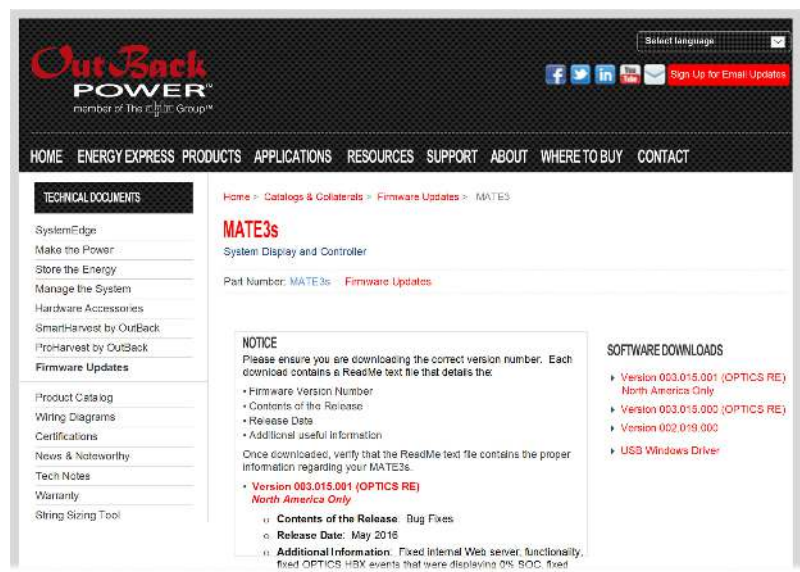 Select language
OutBack
POWER™
member of The Group™
You Tube
Sign Up for Email Updates
HOME ENERGY EXPRESS PRODUCTS APPLICATIONS RESOURCES SUPPORT ABOUT WHERE TO BUY CONTACT
TECHNICAL DOCUMENTS
SystemEdge
Make the Power
Store the Energy
Manage the System
Hardware Accessories
SmartHarvest by OutBack
ProHarvest by OutBack
Firmware Updates
Product Catalog
Wiring Diagrams
Certifications
News & Noteworthy
Tech Notes
Warranty
String Sizing Tool
Home > Catalogs & Collaterals > Firmware Updates > MATE3
MATE3s
System Display and Controller
Part Number: MATE3s Firmware Updates
NOTICE
Please ensure you are downloading the correct version number. Each
download contains a ReadMe text file that details the:
• Firmware Version Number
• Contents of the Release
• Release Date
• Additional useful information
Once downloaded, verify that the ReadMe text file contains the proper
information regarding your MATE3s.
• Version 003.015.001 (OPTICS RE)
North America Only
o Contents of the Release: Bug Fixes
o Release Date: May 2016
o Additional Information: Fixed internal Web server, functionality,
fixed OPTICS HBX events that were displaying 0% SOC, fixed
SOFTWARE DOWNLOADS
Version 003.015.001 (OPTICS RE)
North America Only
Version 003.015.000 (OPTICS RE)
Version 002.019.000
USB Windows Driver